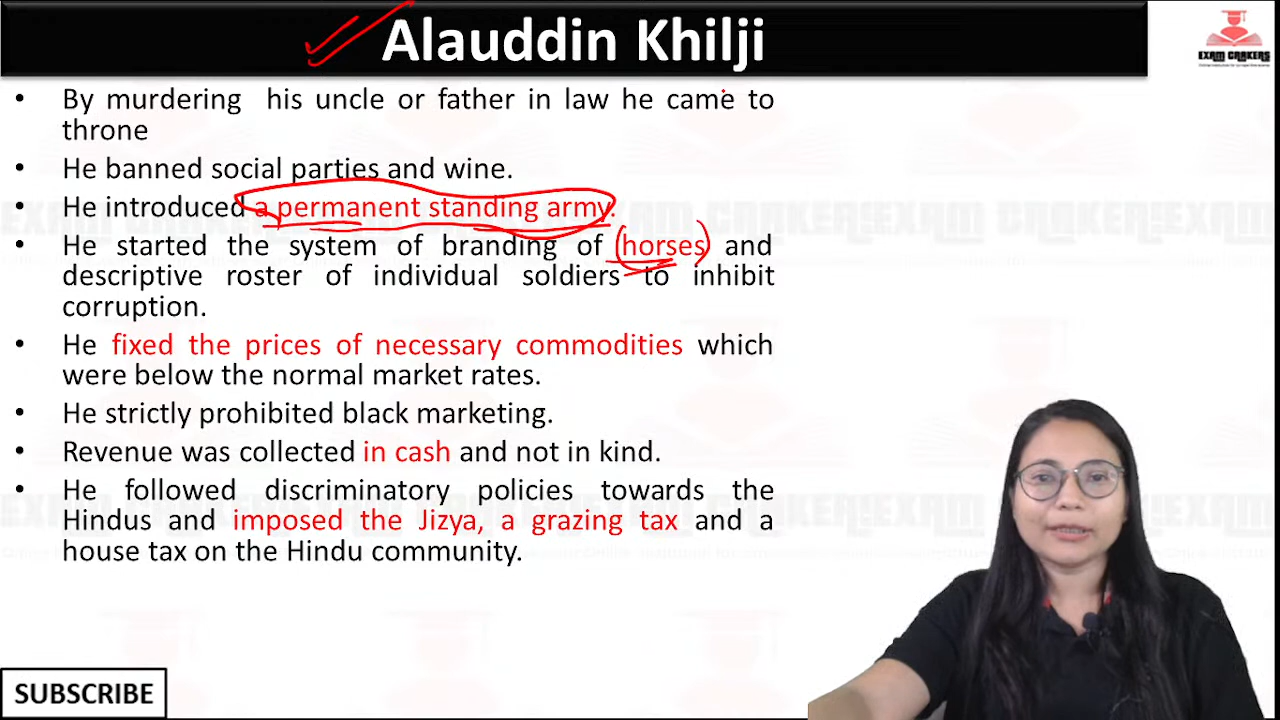 Alauddin Khilji
EXAM CRAKERS
• By murdering his uncle or father in law he came to
throne
• He banned social parties and wine.
• He introduced a permanent standing army.
• He started the system of branding of horses and
descriptive roster of individual soldiers to inhibit
corruption.
• He fixed the prices of necessary commodities which
were below the normal market rates.
• He strictly prohibited black marketing.
• Revenue was collected in cash and not in kind.
• He followed discriminatory policies towards the
Hindus and imposed the Jizya, a grazing tax and a
house tax on the Hindu community.
SUBSCRIBE